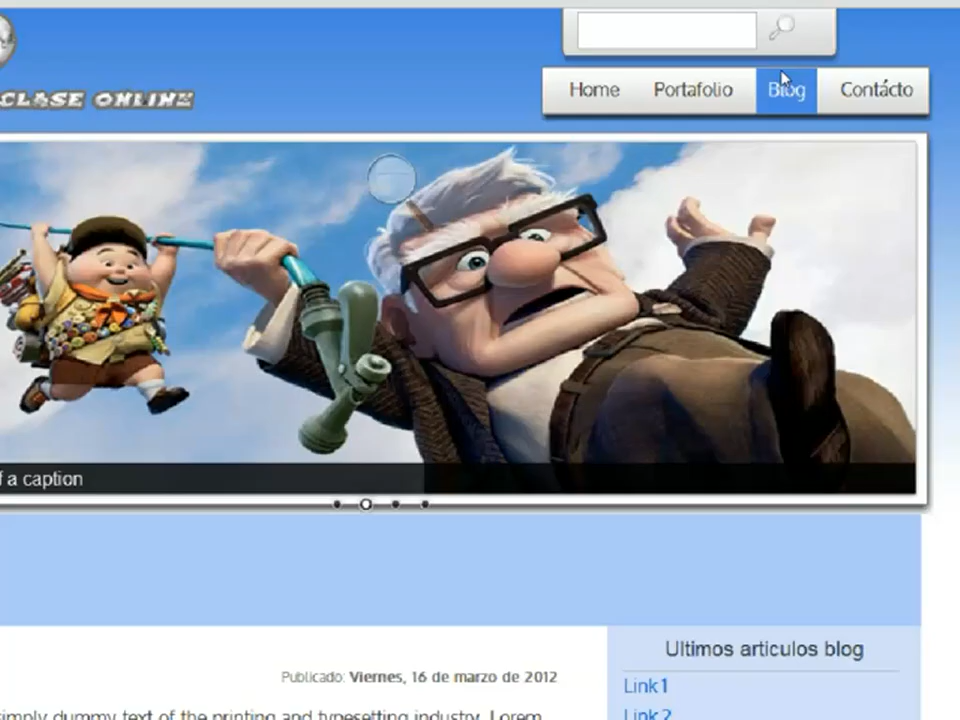 CLASE ONLINE
Home Portafolio Blog Contácto
f a caption
Ultimos articulos blog
Publicado: Viernes, 16 de marzo de 2012
Link1
simply dummy text of the printing and typesetting industry. Lorem
Link2